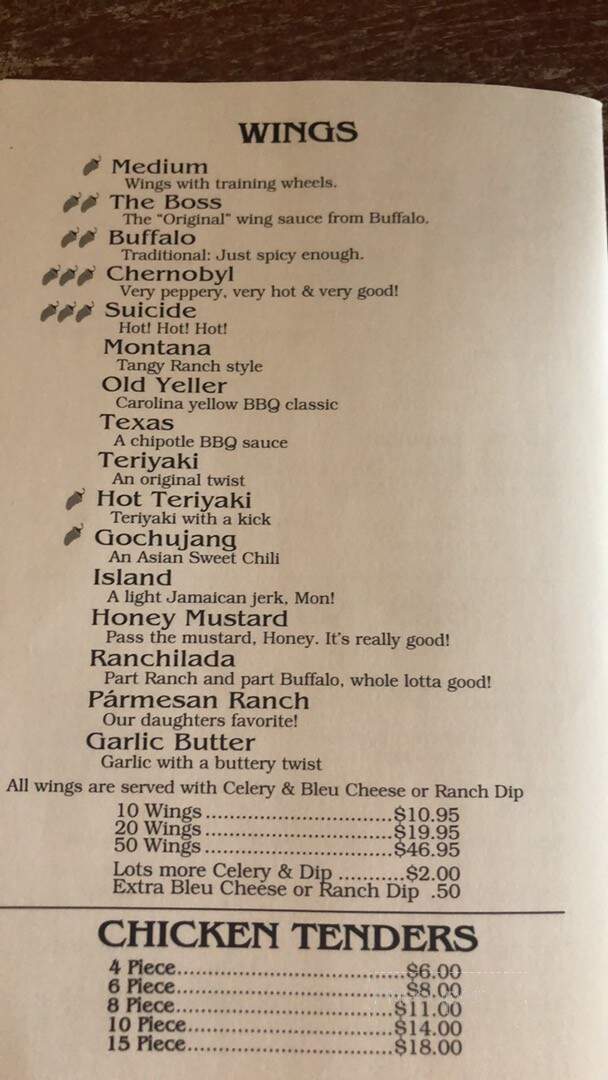 WINGS
Medium
Wings with training wheels.
The Boss
The "Original" wing sauce from Buffalo.
Buffalo
Traditional: Just spicy enough.
Chernobyl
Very peppery, very hot & very good!
Suicide
Hot! Hot! Hot!
Montana
Tangy Ranch style
Old Yeller
Carolina yellow BBQ classic
Texas
A chipotle BBQ sauce
Teriyaki
An original twist
Hot Teriyaki
Teriyaki with a kick
Gochujang
An Asian Sweet Chili
Island
A light Jamaican jerk, Mon!
Honey Mustard
Pass the mustard, Honey. It's really good!
Ranchilada
Part Ranch and part Buffalo, whole lotta good!
Pármesan Ranch
Our daughters favorite!
Garlic Butter
Garlic with a buttery twist
All wings are served with Celery & Bleu Cheese or Ranch Dip
10 Wings..............................$10.95
20 Wings..............................$19.95
50 Wings..............................$46.95
Lots more Celery & Dip ..........$2.00
Extra Bleu Cheese or Ranch Dip .50
CHICKEN TENDERS
4 Piece....................................$6.00
6 Piece....................................$8.00
8 Piece..................................$11.00
10 Piece................................$14.00
15 Piece................................$18.00